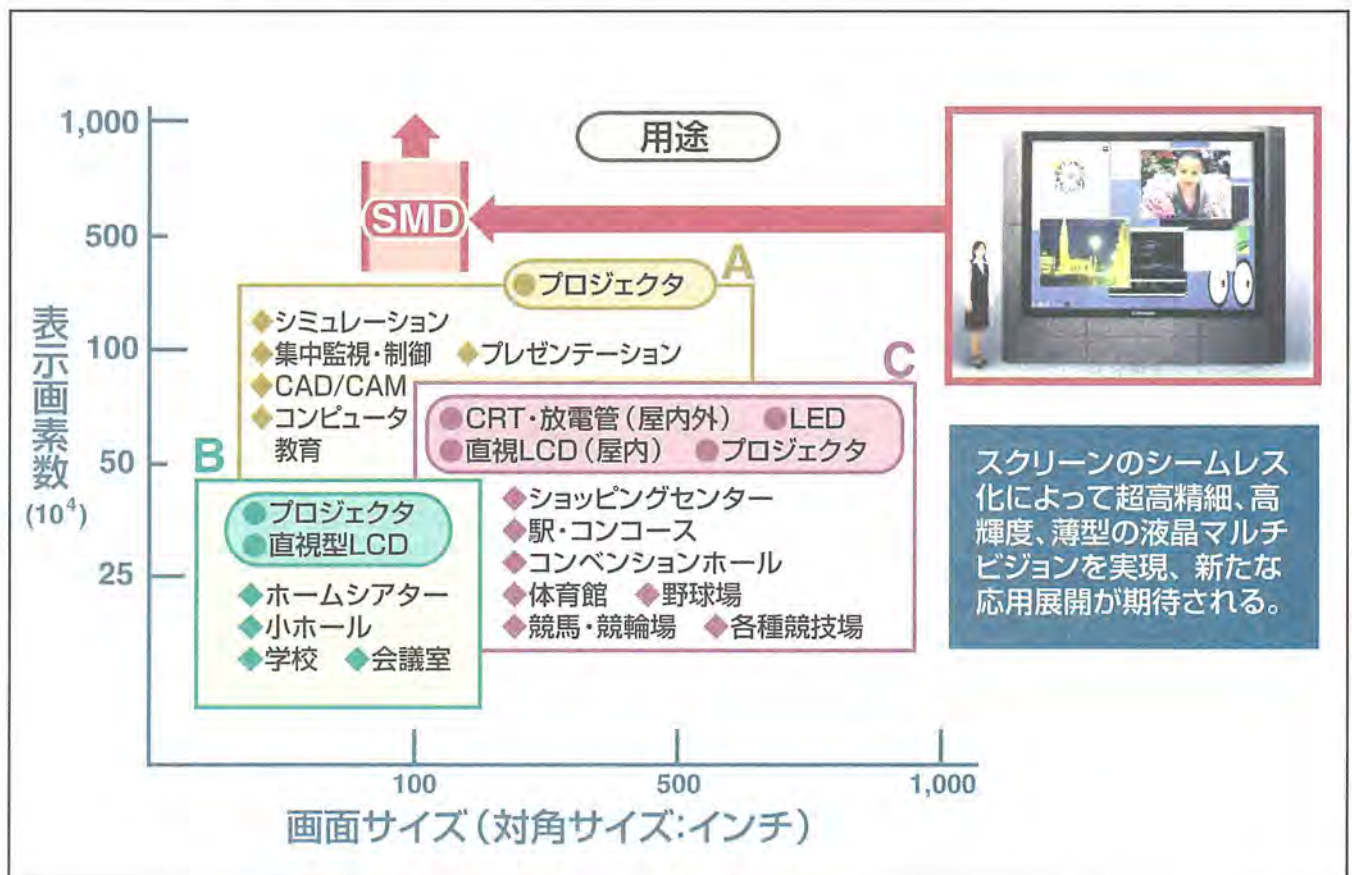 用途
1,000
500
100
50
25
表示画素数
(10⁴)
SMD
A
プロジェクタ
シミュレーション
集中監視・制御 プレゼンテーション
CAD/CAM
コンピュータ
教育
C
CRT・放電管(屋内外) LED
直視LCD(屋内) プロジェクタ
ショッピングセンター
駅・コンコース
コンベンションホール
体育館 野球場
競馬・競輪場 各種競技場
B
プロジェクタ
直視型LCD
ホームシアター
小ホール
学校 会議室
100
500
1,000
画面サイズ(対角サイズ:インチ)
スクリーンのシームレス
化によって超高精細、高
輝度、薄型の液晶マルチ
ビジョンを実現、新たな
応用展開が期待される。